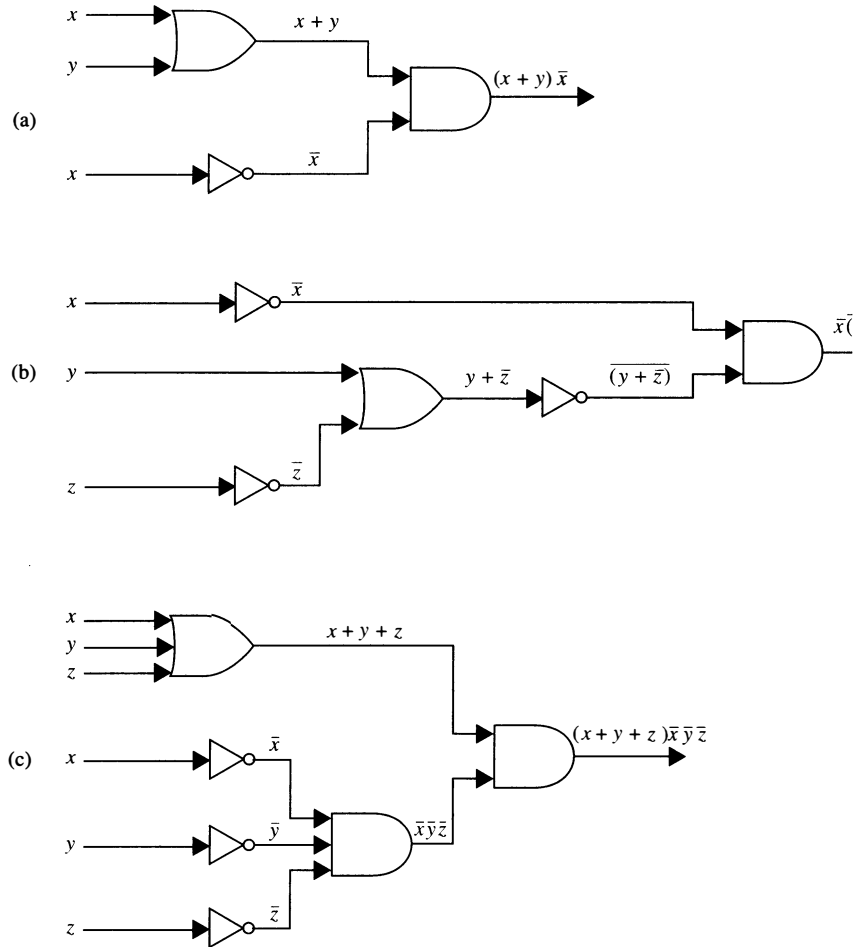 x
x + y
y
(x + y) x̄
(a)
x
x̄
x
x̄
x̄(
(b)
y
y + z̄
(y + z̄)̅
z
z̄
x
y
z
x + y + z
(x + y + z) x̄ ȳ z̄
(c)
x
x̄
y
ȳ
x̄ȳz̄
z
z̄